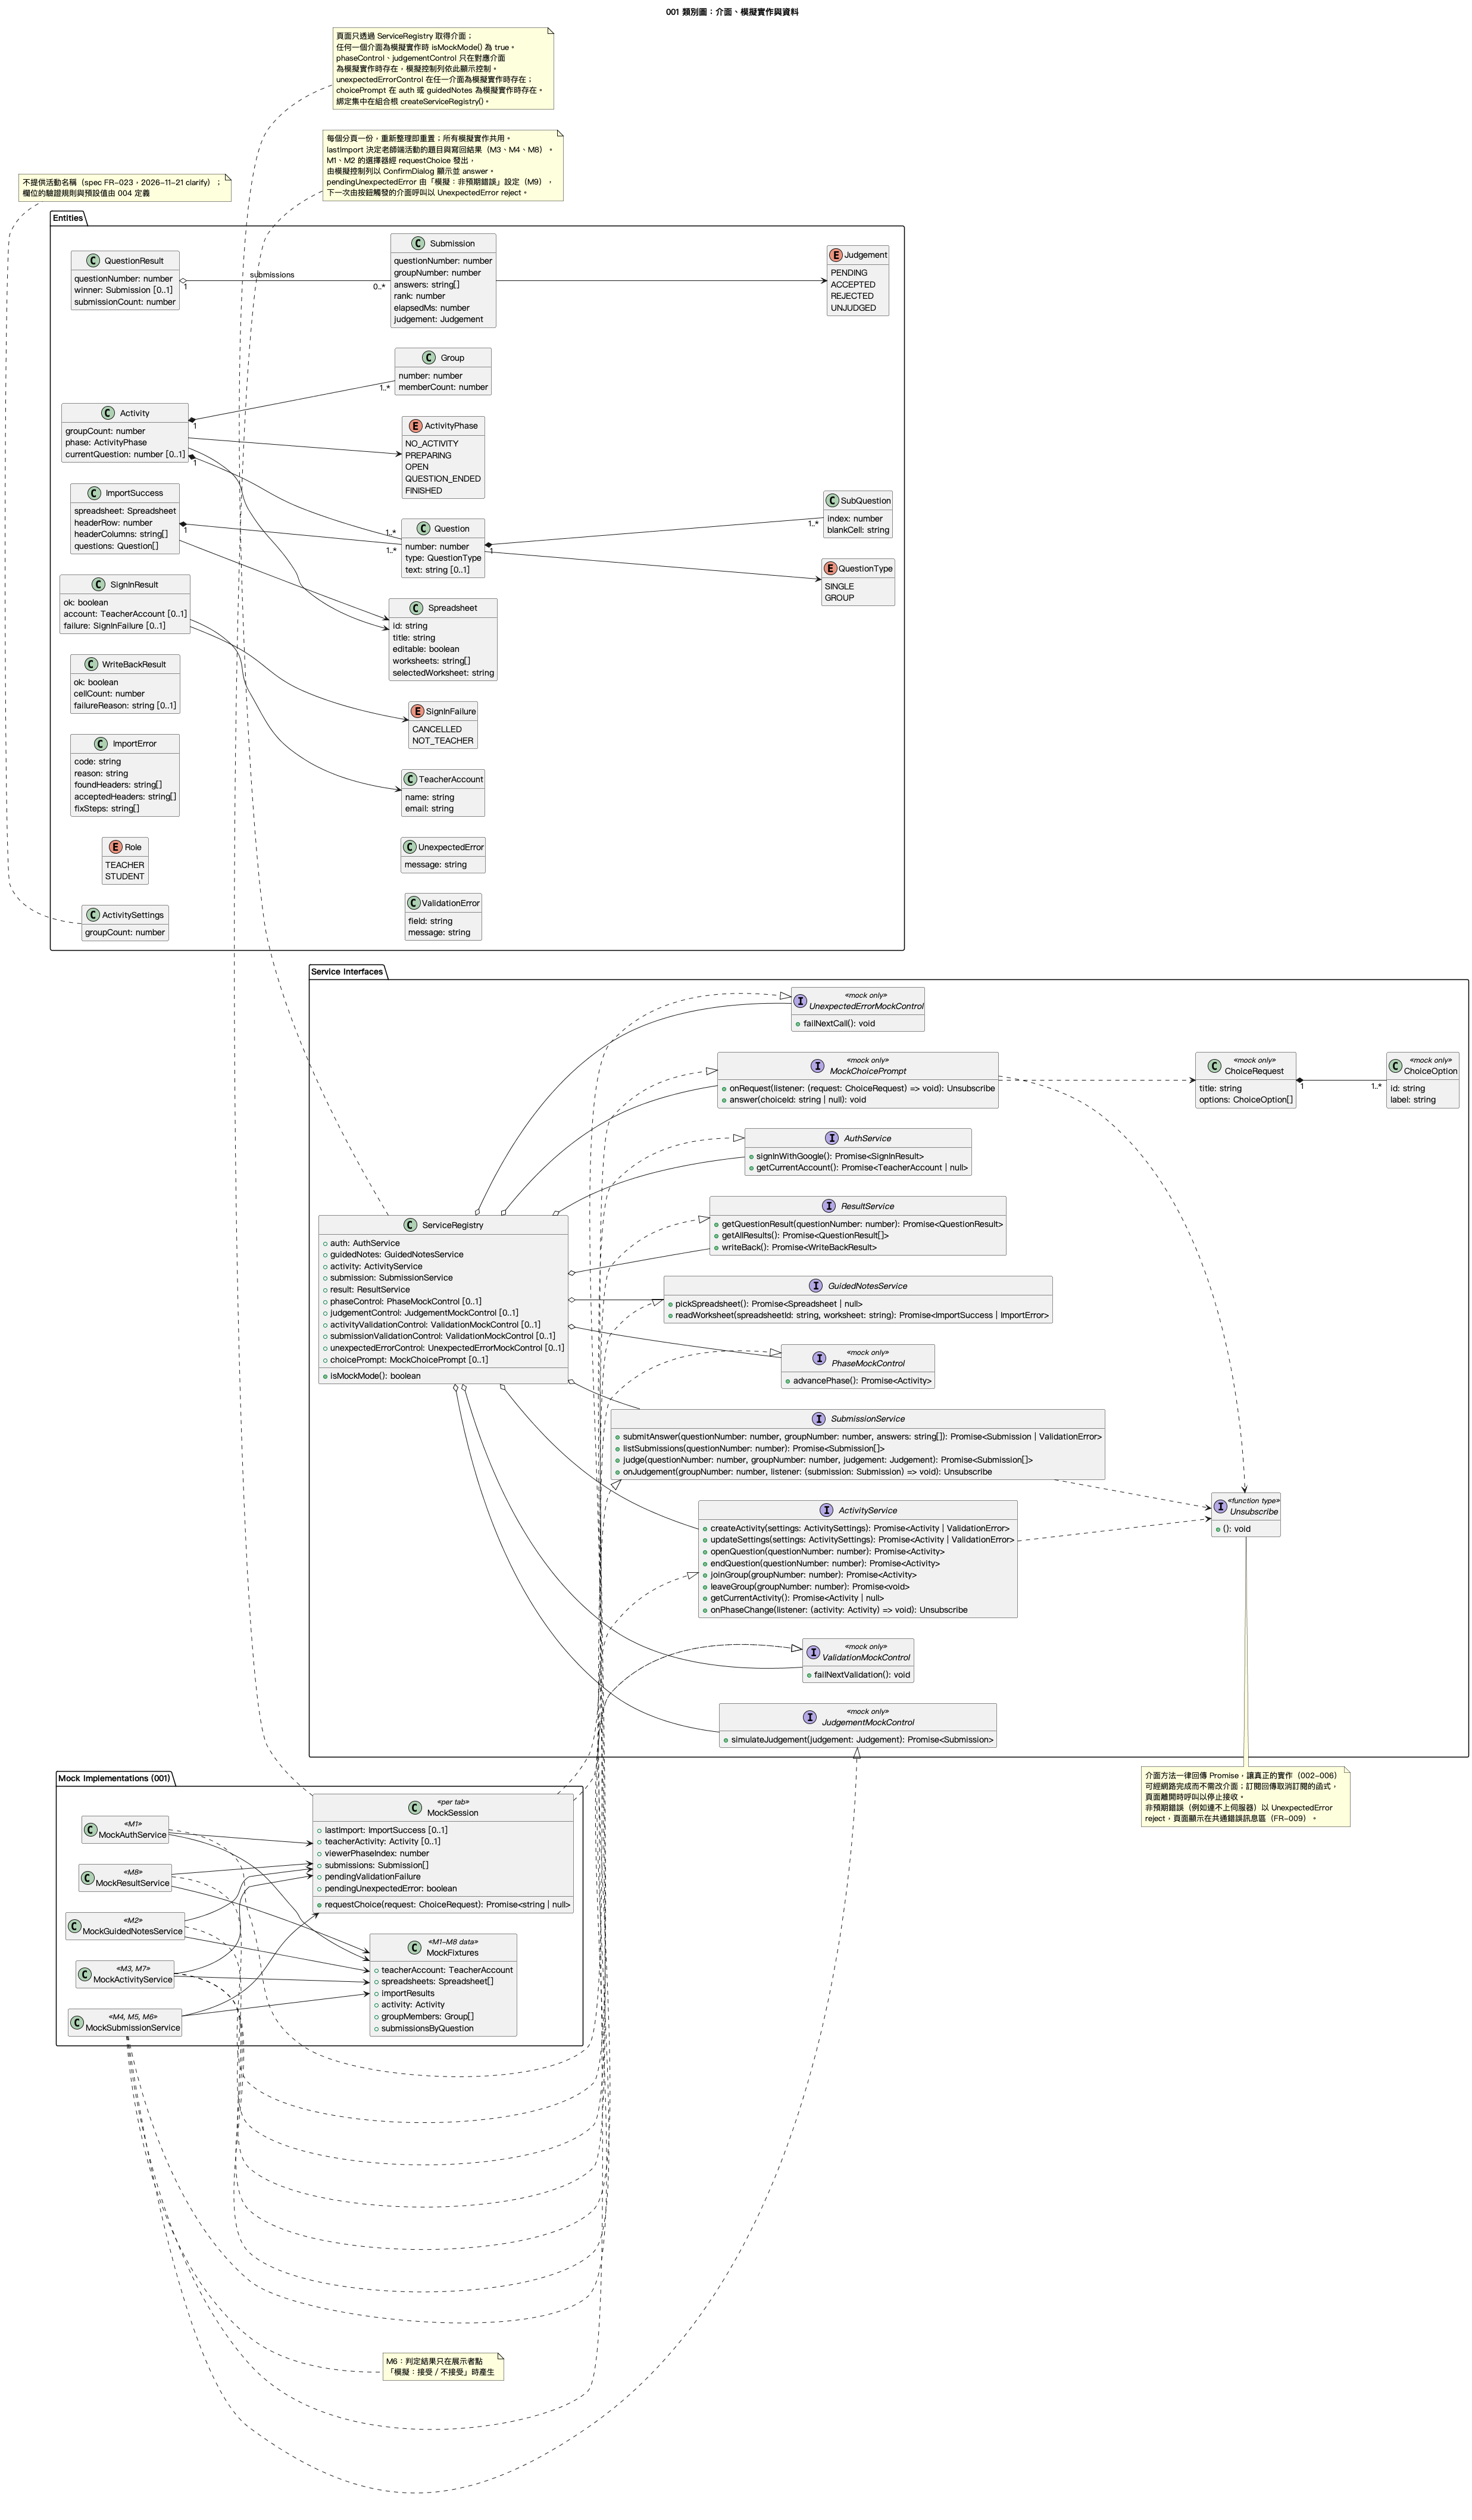 001 類別圖：介面、模擬實作與資料
頁面只透過 ServiceRegistry 取得介面；
任何一個介面為模擬實作時 isMockMode() 為 true。
phaseControl、judgementControl 只在對應介面
為模擬實作時存在，模擬控制列依此顯示控制。
unexpectedErrorControl 在任一介面為模擬實作時存在；
choicePrompt 在 auth 或 guidedNotes 為模擬實作時存在。
綁定集中在組合根 createServiceRegistry()。
每個分頁一份，重新整理即重置；所有模擬實作共用。
lastImport 決定老師端活動的題目與寫回結果（M3、M4、M8）。
M1、M2 的選擇器經 requestChoice 發出，
由模擬控制列以 ConfirmDialog 顯示並 answer。
pendingUnexpectedError 由「模擬：非預期錯誤」設定（M9），
下一次由按鈕觸發的介面呼叫以 UnexpectedError reject。
不提供活動名稱（spec FR-023，2026-11-21 clarify）；
欄位的驗證規則與預設值由 004 定義
Entities
QuestionResult
questionNumber: number
winner: Submission [0..1]
submissionCount: number
1
submissions
0..*
Submission
questionNumber: number
groupNumber: number
answers: string[]
rank: number
elapsedMs: number
judgement: Judgement
Judgement
PENDING
ACCEPTED
REJECTED
UNJUDGED
Group
number: number
memberCount: number
1..*
Activity
groupCount: number
phase: ActivityPhase
currentQuestion: number [0..1]
1
1
ActivityPhase
NO_ACTIVITY
PREPARING
OPEN
QUESTION_ENDED
FINISHED
ImportSuccess
spreadsheet: Spreadsheet
headerRow: number
headerColumns: string[]
questions: Question[]
1
1..*
1..*
Question
number: number
type: QuestionType
text: string [0..1]
1
1..*
SubQuestion
index: number
blankCell: string
QuestionType
SINGLE
GROUP
SignInResult
ok: boolean
account: TeacherAccount [0..1]
failure: SignInFailure [0..1]
Spreadsheet
id: string
title: string
editable: boolean
worksheets: string[]
selectedWorksheet: string
WriteBackResult
ok: boolean
cellCount: number
failureReason: string [0..1]
SignInFailure
CANCELLED
NOT_TEACHER
ImportError
code: string
reason: string
foundHeaders: string[]
acceptedHeaders: string[]
fixSteps: string[]
TeacherAccount
name: string
email: string
Role
TEACHER
STUDENT
UnexpectedError
message: string
ActivitySettings
groupCount: number
ValidationError
field: string
message: string
Service Interfaces
«mock only»
UnexpectedErrorMockControl
failNextCall(): void
«mock only»
MockChoicePrompt
onRequest(listener: (request: ChoiceRequest) => void): Unsubscribe
answer(choiceId: string | null): void
«mock only»
ChoiceRequest
title: string
options: ChoiceOption[]
1
1..*
«mock only»
ChoiceOption
id: string
label: string
AuthService
signInWithGoogle(): Promise<SignInResult>
getCurrentAccount(): Promise<TeacherAccount | null>
ResultService
getQuestionResult(questionNumber: number): Promise<QuestionResult>
getAllResults(): Promise<QuestionResult[]>
writeBack(): Promise<WriteBackResult>
ServiceRegistry
auth: AuthService
guidedNotes: GuidedNotesService
activity: ActivityService
submission: SubmissionService
result: ResultService
phaseControl: PhaseMockControl [0..1]
judgementControl: JudgementMockControl [0..1]
activityValidationControl: ValidationMockControl [0..1]
submissionValidationControl: ValidationMockControl [0..1]
unexpectedErrorControl: UnexpectedErrorMockControl [0..1]
choicePrompt: MockChoicePrompt [0..1]
isMockMode(): boolean
GuidedNotesService
pickSpreadsheet(): Promise<Spreadsheet | null>
readWorksheet(spreadsheetId: string, worksheet: string): Promise<ImportSuccess | ImportError>
«mock only»
PhaseMockControl
advancePhase(): Promise<Activity>
SubmissionService
submitAnswer(questionNumber: number, groupNumber: number, answers: string[]): Promise<Submission | ValidationError>
listSubmissions(questionNumber: number): Promise<Submission[]>
judge(questionNumber: number, groupNumber: number, judgement: Judgement): Promise<Submission[]>
onJudgement(groupNumber: number, listener: (submission: Submission) => void): Unsubscribe
ActivityService
createActivity(settings: ActivitySettings): Promise<Activity | ValidationError>
updateSettings(settings: ActivitySettings): Promise<Activity | ValidationError>
openQuestion(questionNumber: number): Promise<Activity>
endQuestion(questionNumber: number): Promise<Activity>
joinGroup(groupNumber: number): Promise<Activity>
leaveGroup(groupNumber: number): Promise<void>
getCurrentActivity(): Promise<Activity | null>
onPhaseChange(listener: (activity: Activity) => void): Unsubscribe
«function type»
Unsubscribe
(): void
«mock only»
ValidationMockControl
failNextValidation(): void
«mock only»
JudgementMockControl
simulateJudgement(judgement: Judgement): Promise<Submission>
介面方法一律回傳 Promise，讓真正的實作（002-006）
可經網路完成而不需改介面；訂閱回傳取消訂閱的函式，
頁面離開時呼叫以停止接收。
非預期錯誤（例如連不上伺服器）以 UnexpectedError
reject，頁面顯示在共通錯誤訊息區（FR-009）。
Mock Implementations (001)
«M1»
MockAuthService
«M8»
MockResultService
«M2»
MockGuidedNotesService
«M3, M7»
MockActivityService
«M4, M5, M6»
MockSubmissionService
«per tab»
MockSession
lastImport: ImportSuccess [0..1]
teacherActivity: Activity [0..1]
viewerPhaseIndex: number
submissions: Submission[]
pendingValidationFailure
pendingUnexpectedError: boolean
requestChoice(request: ChoiceRequest): Promise<string | null>
«M1–M8 data»
MockFixtures
teacherAccount: TeacherAccount
spreadsheets: Spreadsheet[]
importResults
activity: Activity
groupMembers: Group[]
submissionsByQuestion
M6：判定結果只在展示者點
「模擬：接受 / 不接受」時產生